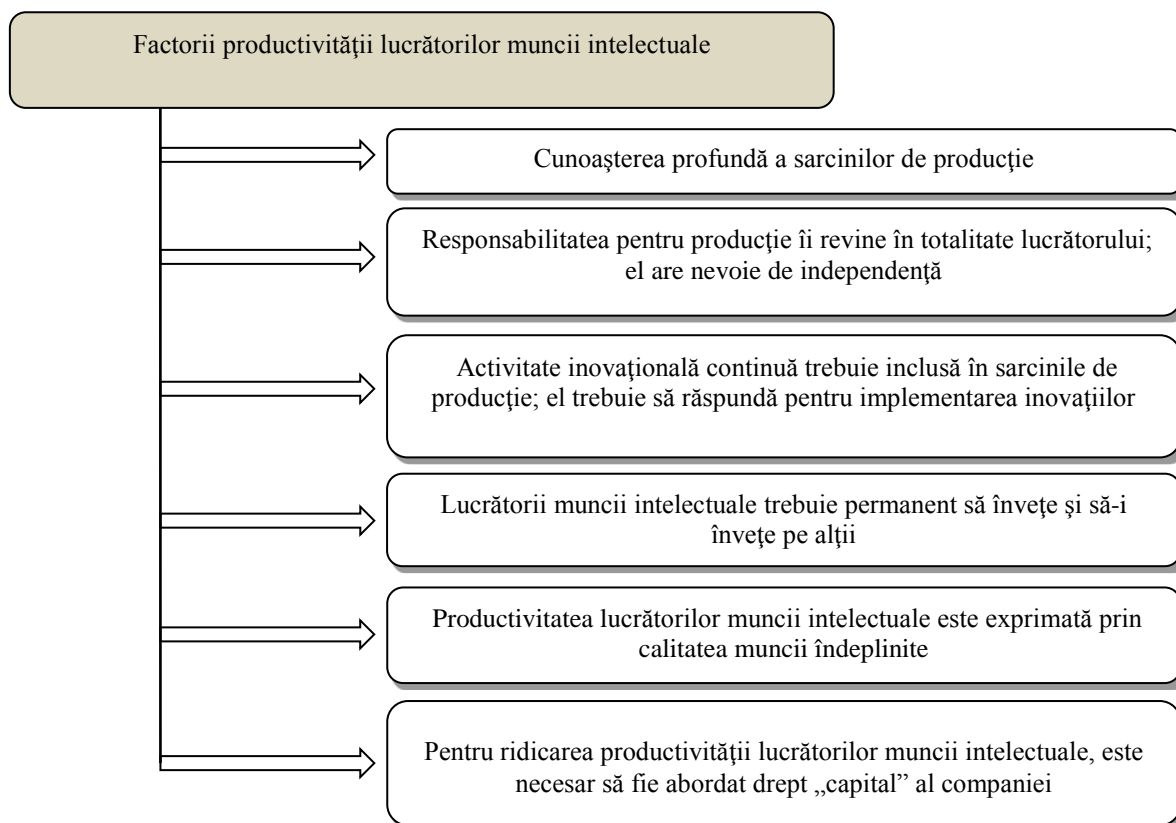 Factorii productivităţii lucrătorilor muncii intelectuale
Cunoaşterea profundă a sarcinilor de producţie
Responsabilitatea pentru producţie îi revine în totalitate lucrătorului;
el are nevoie de independenţă
Activitate inovaţională continuă trebuie inclusă în sarcinile de
producţie; el trebuie să răspundă pentru implementarea inovaţiilor
Lucrătorii muncii intelectuale trebuie permanent să înveţe şi să-i
înveţe pe alţii
Productivitatea lucrătorilor muncii intelectuale este exprimată prin
calitatea muncii îndeplinite
Pentru ridicarea productivităţii lucrătorilor muncii intelectuale, este
necesar să fie abordat drept „capital” al companiei